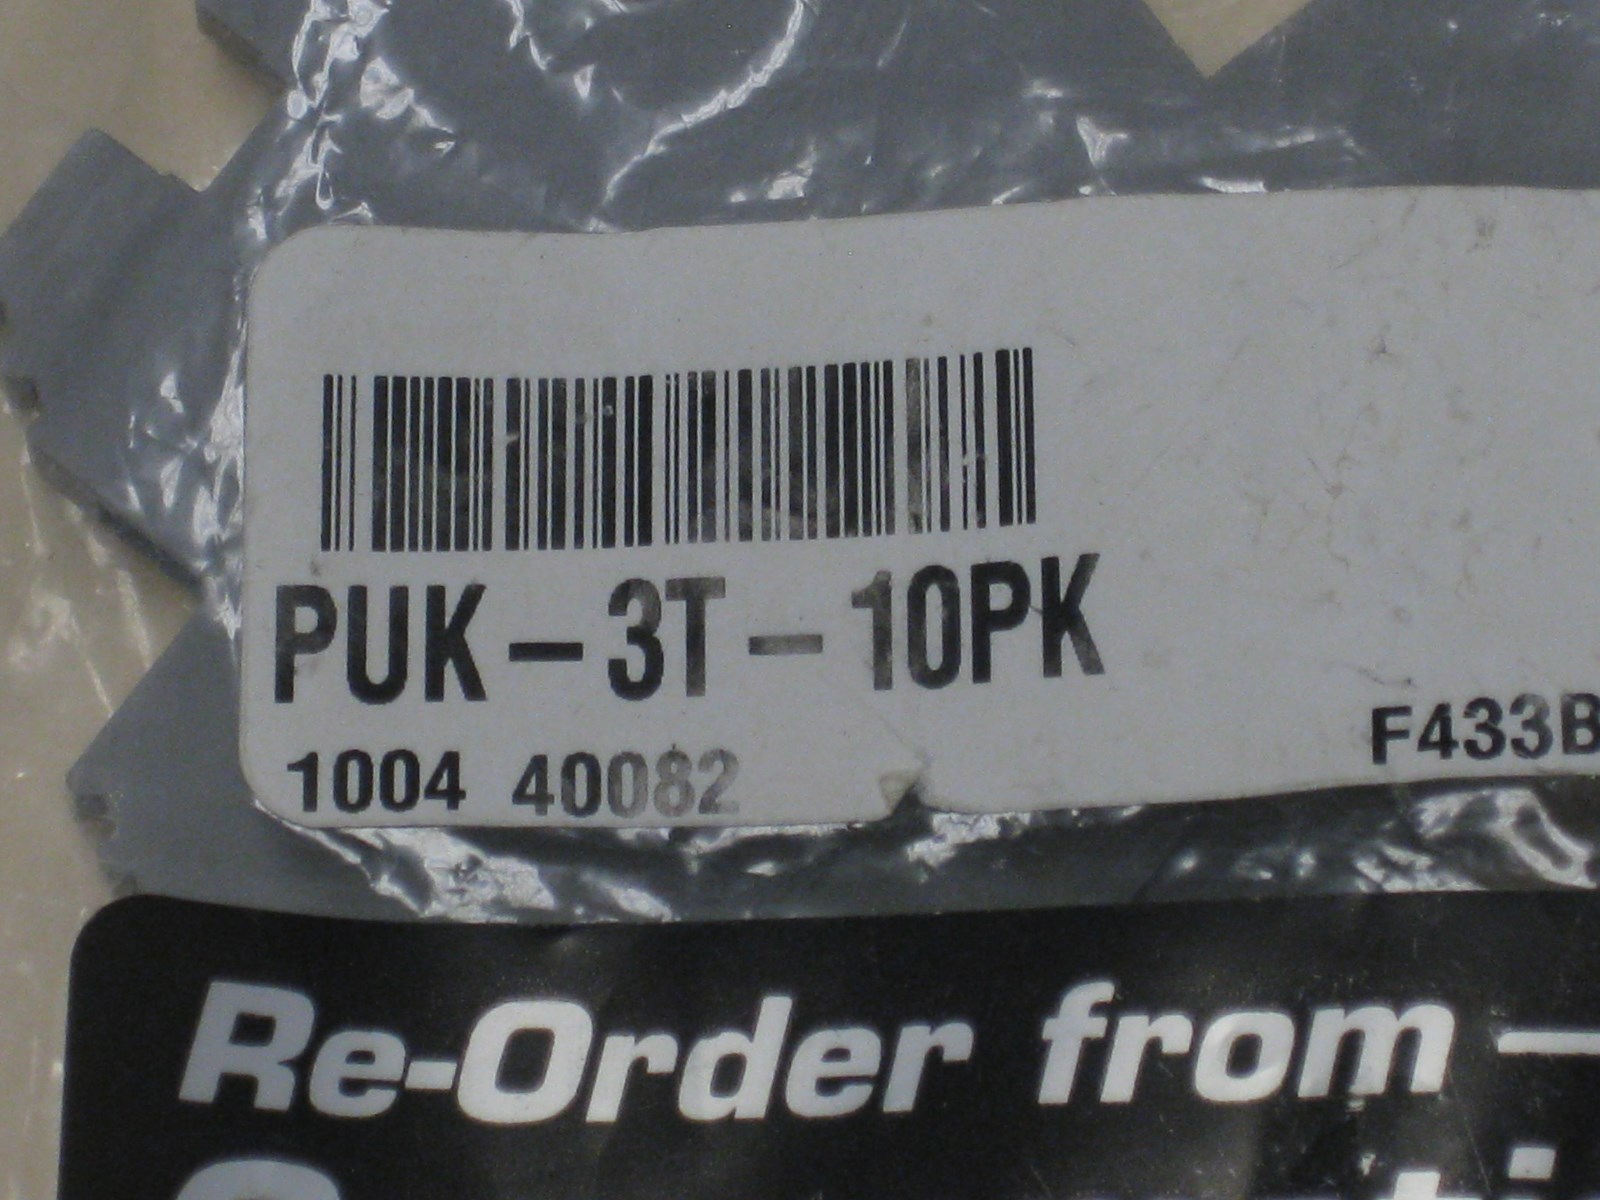 PUK-3T-10PK
1004 40082
F433B
Re-Order from —